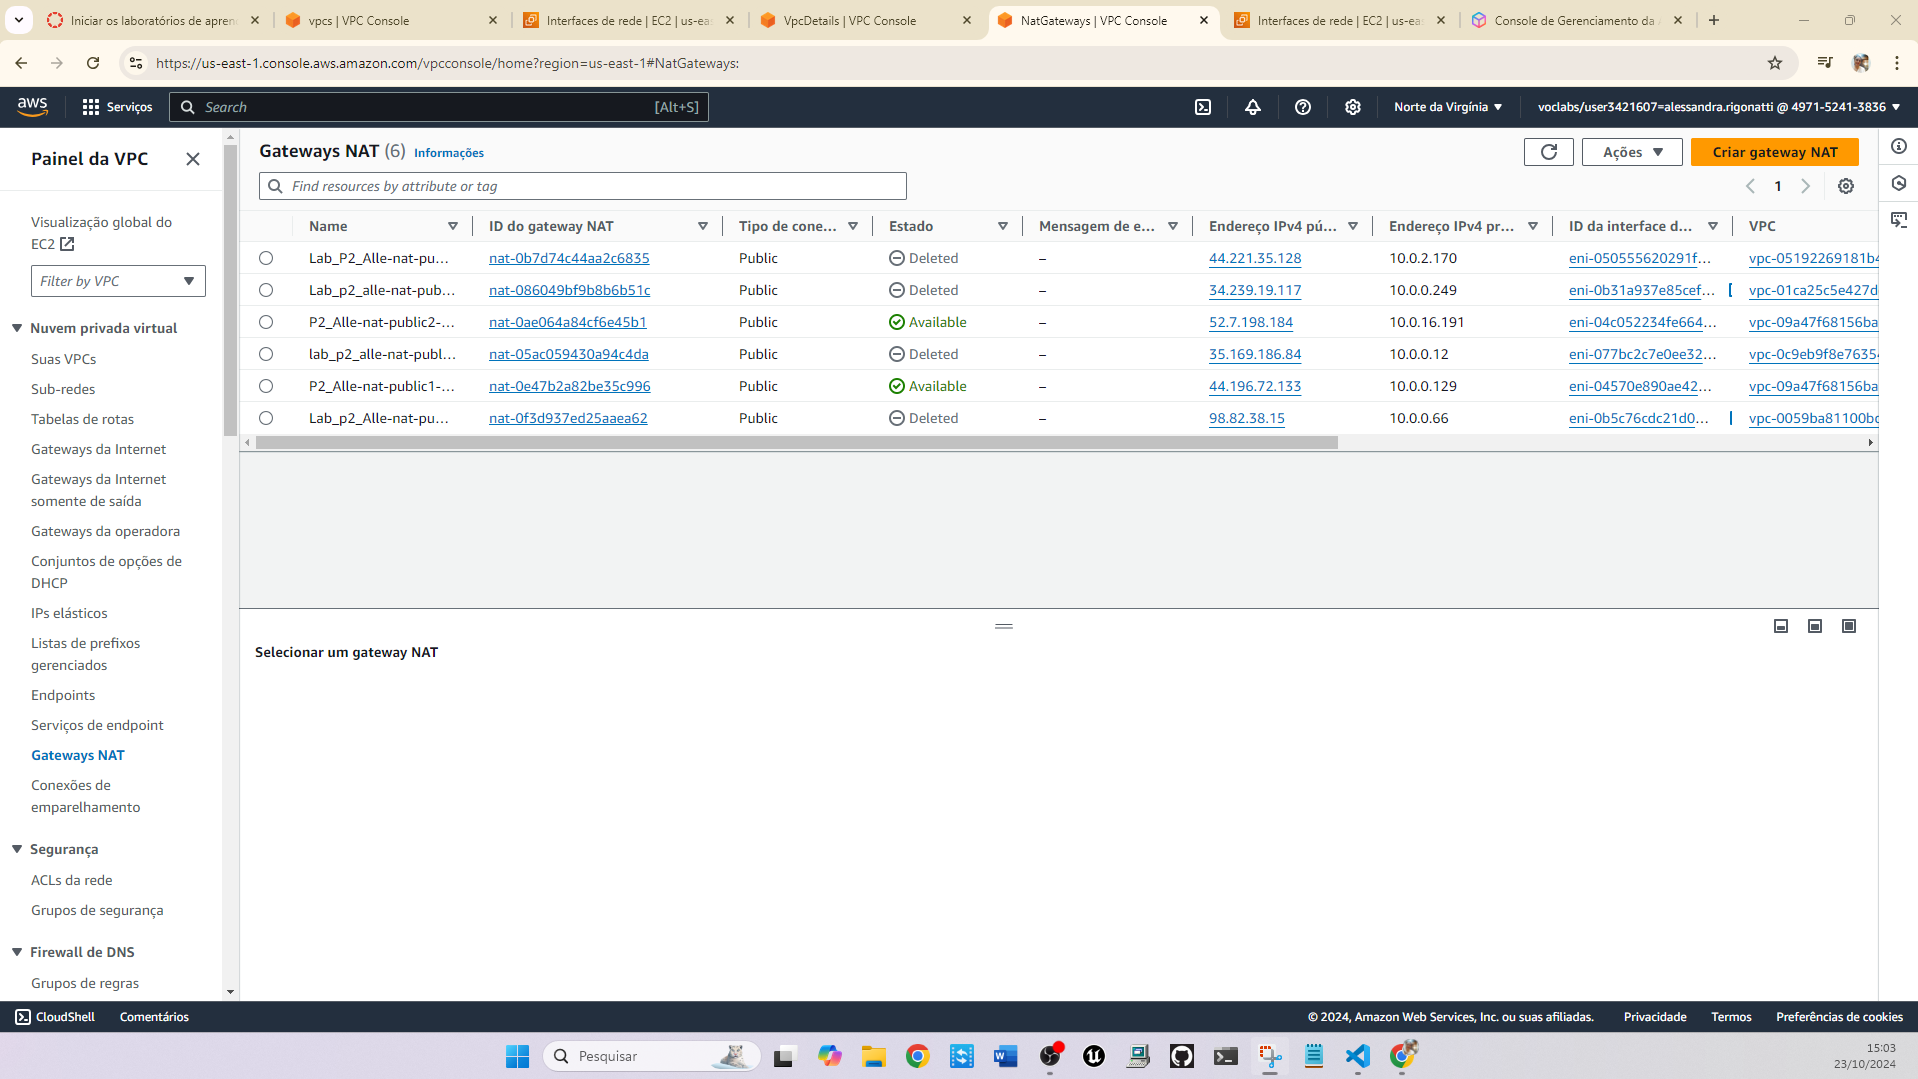 Iniciar os laboratórios de apren
vpcs | VPC Console
Interfaces de rede | EC2 | us-eas
VpcDetails | VPC Console
NatGateways | VPC Console
Interfaces de rede | EC2 | us-eas
Console de Gerenciamento da A
https://us-east-1.console.aws.amazon.com/vpcconsole/home?region=us-east-1#NatGateways:
aws
Serviços
Search
[Alt+S]
Norte da Virgínia
voclabs/user3421607=alessandra.rigonatti @ 4971-5241-3836
Painel da VPC
Visualização global do
EC2
Filter by VPC
Nuvem privada virtual
Suas VPCs
Sub-redes
Tabelas de rotas
Gateways da Internet
Gateways da Internet
somente de saída
Gateways da operadora
Conjuntos de opções de
DHCP
IPs elásticos
Listas de prefixos
gerenciados
Endpoints
Serviços de endpoint
Gateways NAT
Conexões de
emparelhamento
Segurança
ACLs da rede
Grupos de segurança
Firewall de DNS
Grupos de regras
Gateways NAT (6) Informações
Ações
Criar gateway NAT
Find resources by attribute or tag
1
Name ID do gateway NAT Tipo de cone... Estado Mensagem de e... Endereço IPv4 pú... Endereço IPv4 pr... ID da interface d... VPC
Lab_P2_Alle-nat-pu... nat-0b7d74c44aa2c6835 Public Deleted – 44.221.35.128 10.0.2.170 eni-050555620291f... vpc-05192269181b4
Lab_p2_alle-nat-pub... nat-086049bf9b8b6b51c Public Deleted – 34.239.19.117 10.0.0.249 eni-0b31a937e85cef... vpc-01ca25c5e427d
P2_Alle-nat-public2-... nat-0ae064a84cf6e45b1 Public Available – 52.7.198.184 10.0.16.191 eni-04c052234fe664... vpc-09a47f68156ba
lab_p2_alle-nat-publ... nat-05ac059430a94c4da Public Deleted – 35.169.186.84 10.0.0.12 eni-077bc2c7e0ee32... vpc-0c9eb9f8e7635
P2_Alle-nat-public1-... nat-0e47b2a82be35c996 Public Available – 44.196.72.133 10.0.0.129 eni-04570e890ae42... vpc-09a47f68156ba
Lab_p2_Alle-nat-pu... nat-0f3d937ed25aaea62 Public Deleted – 98.82.38.15 10.0.0.66 eni-0b5c76cdc21d0... vpc-0059ba81100bc
Selecionar um gateway NAT
CloudShell
Comentários
© 2024, Amazon Web Services, Inc. ou suas afiliadas.
Privacidade
Termos
Preferências de cookies
Pesquisar
15:03
23/10/2024